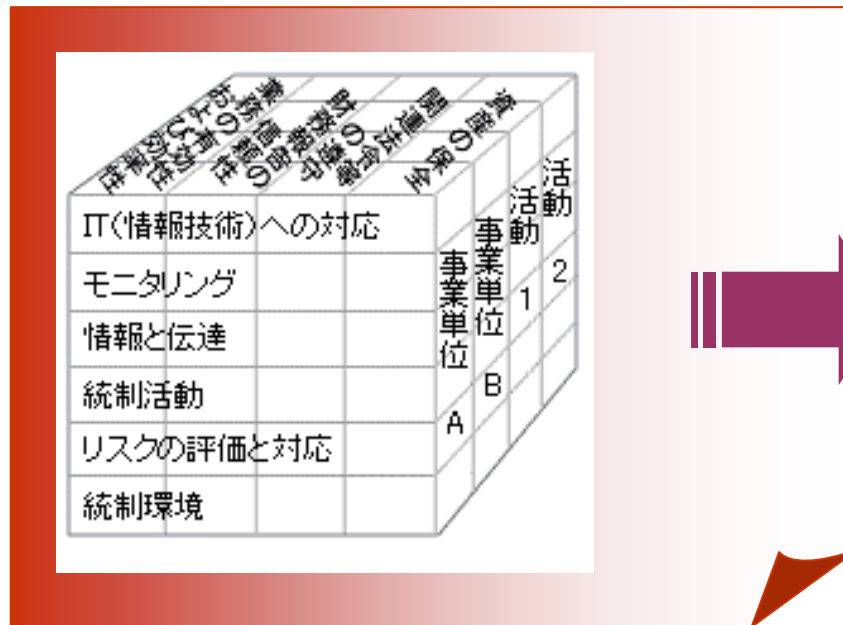 業務の有効性
および効率性
財務報告の
信頼性
関連法令等
の遵守
資産の保全
IT(情報技術)への対応
モニタリング
情報と伝達
統制活動
リスクの評価と対応
統制環境
事業単位 A
事業単位 B
活動 1
活動 2